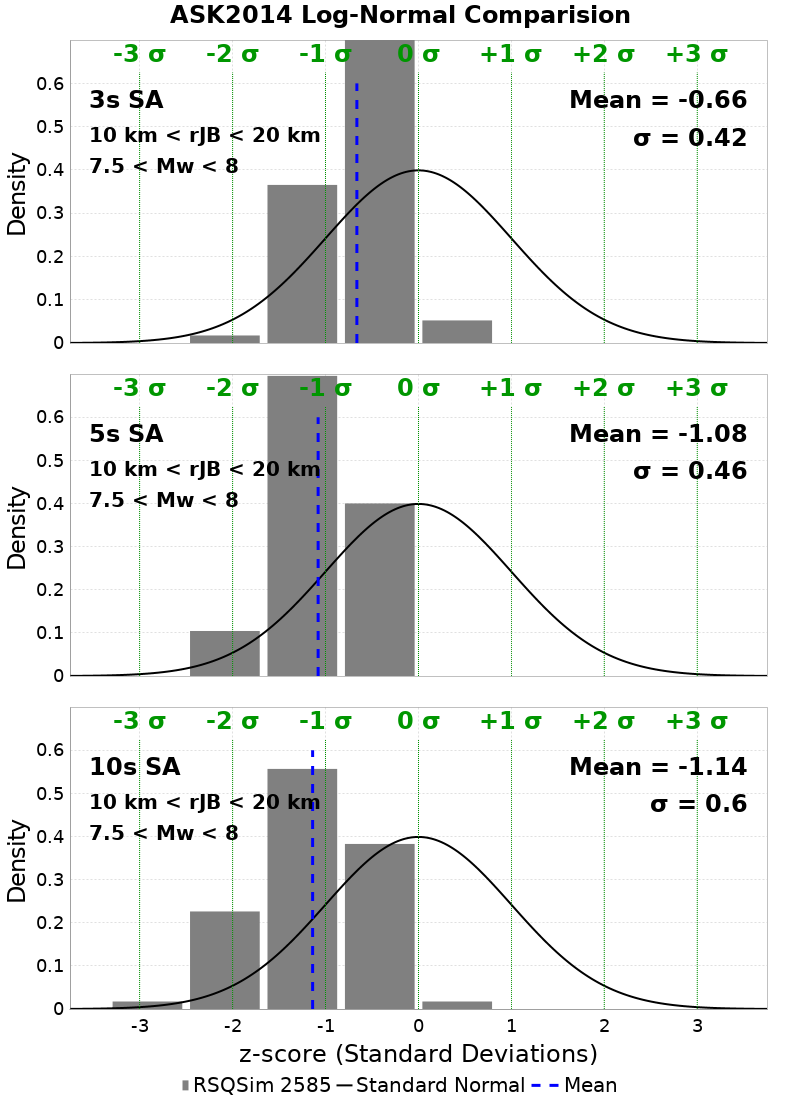 ASK2014 Log-Normal Comparision
-3 σ -2 σ -1 σ 0 σ +1 σ +2 σ +3 σ
3s SA
10 km < rJB < 20 km
7.5 < Mw < 8
Mean = -0.66
σ = 0.42
Density
0.6
0.5
0.4
0.3
0.2
0.1
0
-3 σ -2 σ -1 σ 0 σ +1 σ +2 σ +3 σ
5s SA
10 km < rJB < 20 km
7.5 < Mw < 8
Mean = -1.08
σ = 0.46
Density
0.6
0.5
0.4
0.3
0.2
0.1
0
-3 σ -2 σ -1 σ 0 σ +1 σ +2 σ +3 σ
10s SA
10 km < rJB < 20 km
7.5 < Mw < 8
Mean = -1.14
σ = 0.6
Density
0.6
0.5
0.4
0.3
0.2
0.1
0
-3 -2 -1 0 1 2 3
z-score (Standard Deviations)
RSQSim 2585 Standard Normal Mean